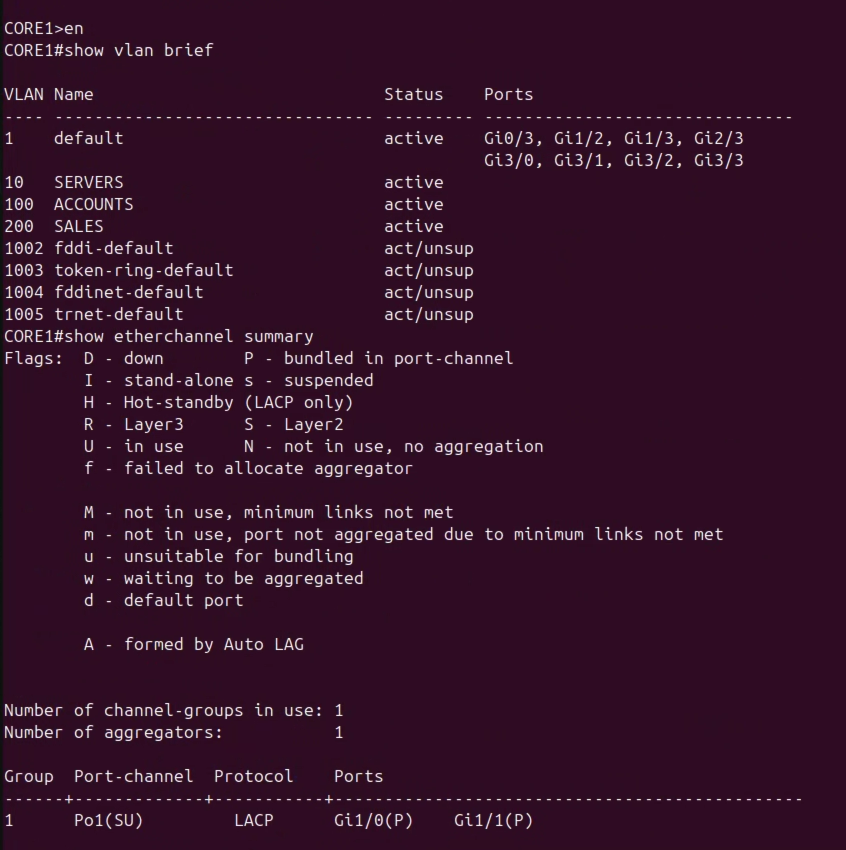 CORE1>en
CORE1#show vlan brief
VLAN Name                             Status    Ports
---- -------------------------------- --------- -------------------------------
1    default                          active    Gi0/3, Gi1/2, Gi1/3, Gi2/3
                                                Gi3/0, Gi3/1, Gi3/2, Gi3/3
10   SERVERS                          active
100  ACCOUNTS                         active
200  SALES                            active
1002 fddi-default                     act/unsup
1003 token-ring-default               act/unsup
1004 fddinet-default                  act/unsup
1005 trnet-default                    act/unsup
CORE1#show etherchannel summary
Flags:  D - down        P - bundled in port-channel
        I - stand-alone s - suspended
        H - Hot-standby (LACP only)
        R - Layer3      S - Layer2
        U - in use      N - not in use, no aggregation
        f - failed to allocate aggregator
        M - not in use, minimum links not met
        m - not in use, port not aggregated due to minimum links not met
        u - unsuitable for bundling
        w - waiting to be aggregated
        d - default port
        A - formed by Auto LAG
Number of channel-groups in use: 1
Number of aggregators:           1
Group  Port-channel  Protocol    Ports
------+-------------+-----------+-----------------------------------------------
1      Po1(SU)         LACP      Gi1/0(P)    Gi1/1(P)